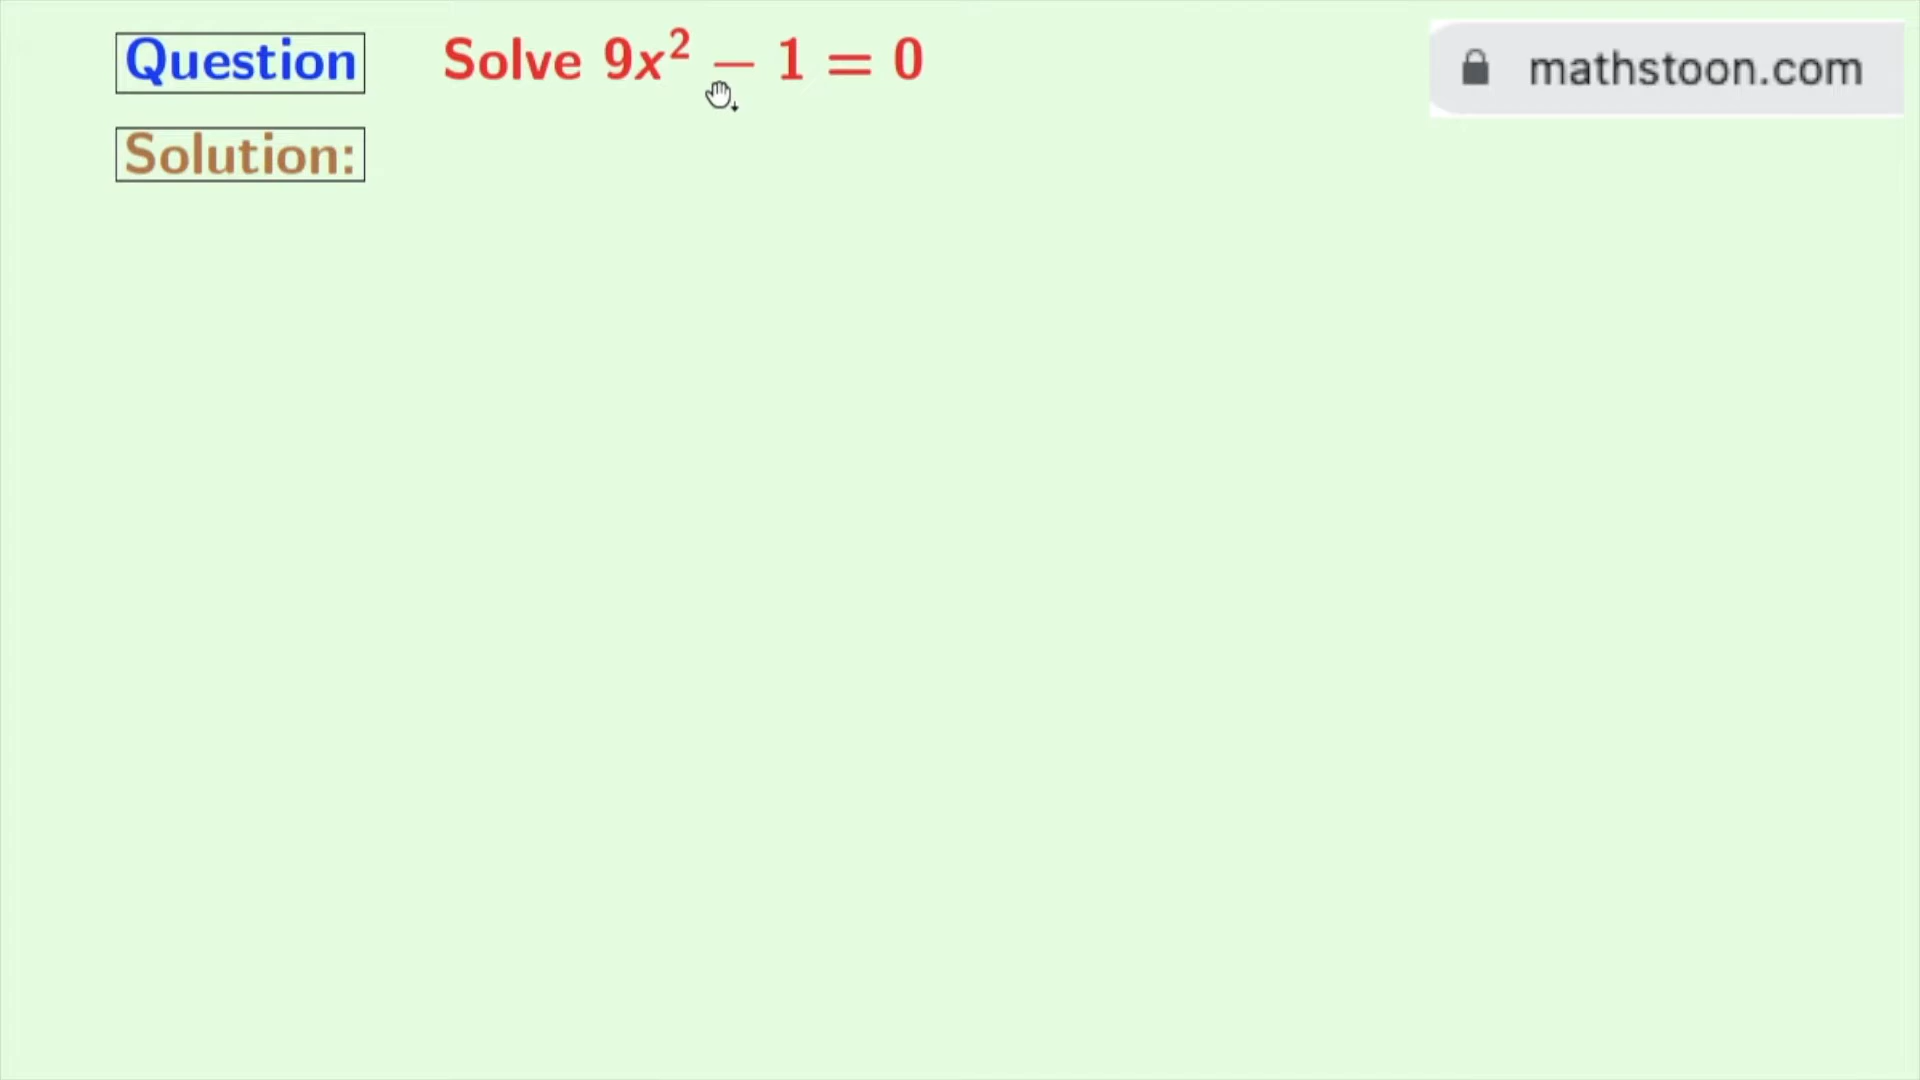 Question Solve 9x² − 1 = 0
mathstoon.com
Solution: